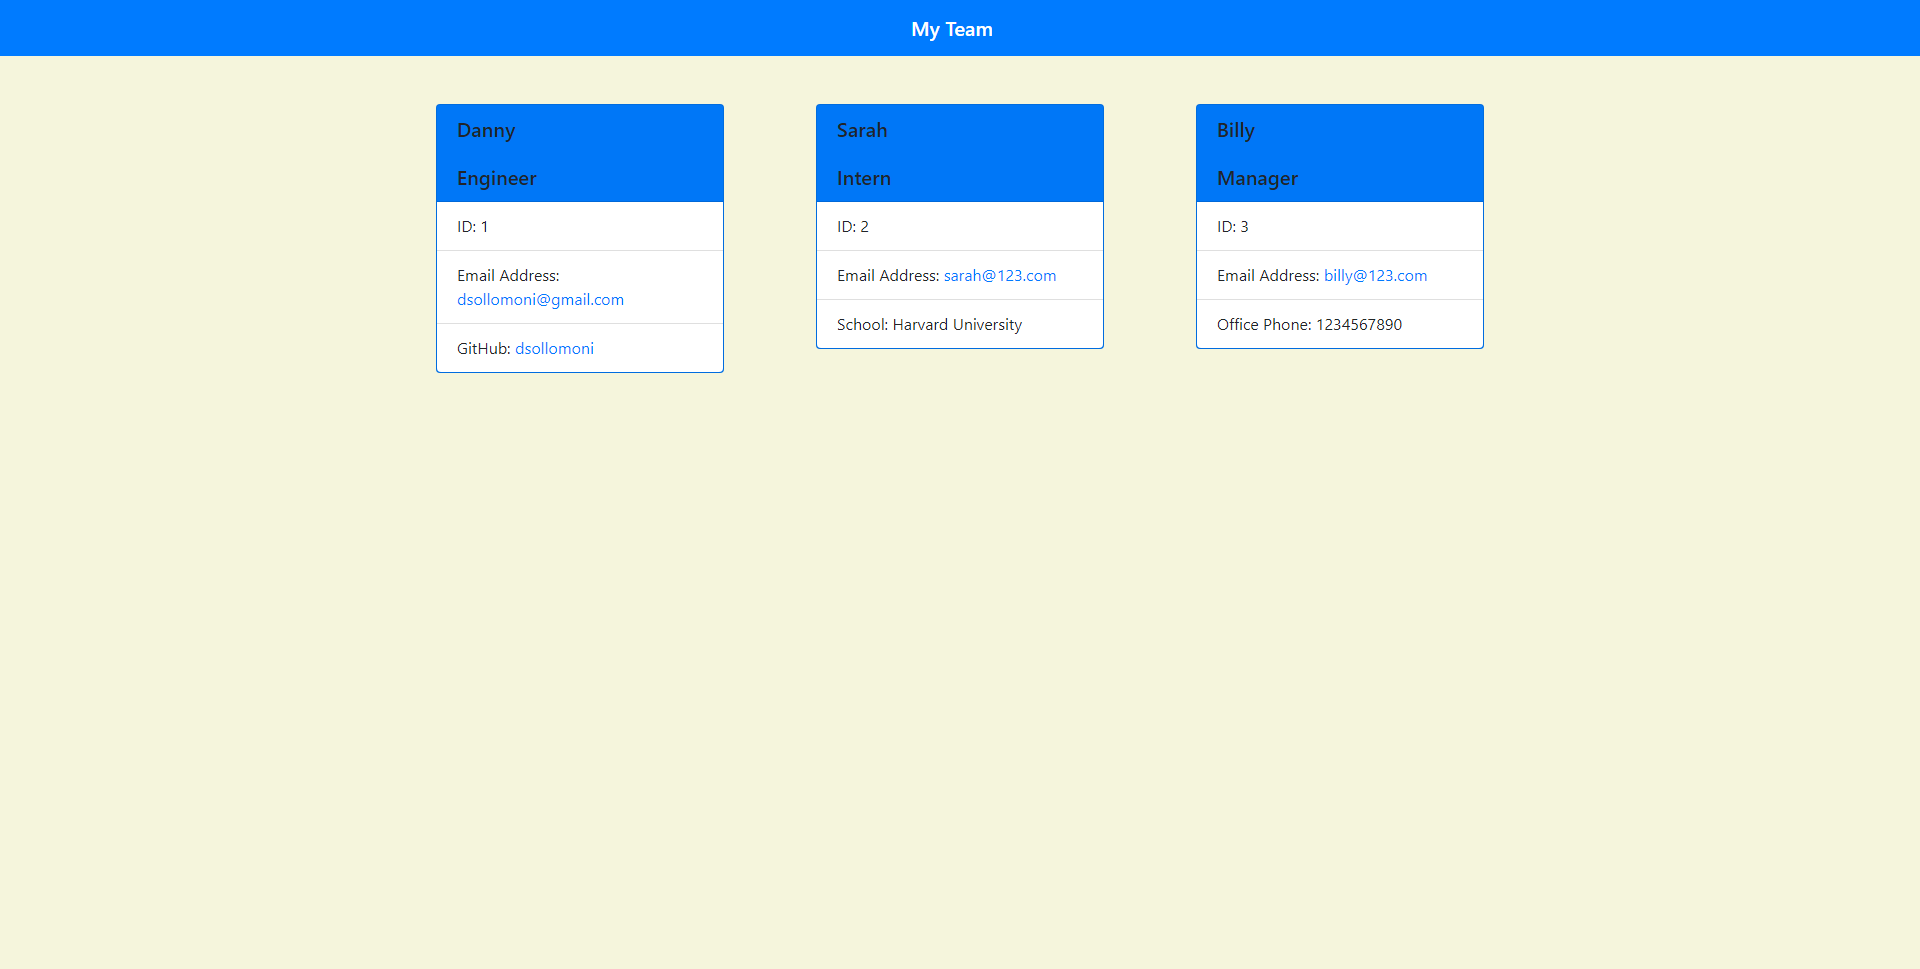 My Team
Danny
Engineer
ID: 1
Email Address:
dsollomoni@gmail.com
GitHub: dsollomoni
Sarah
Intern
ID: 2
Email Address: sarah@123.com
School: Harvard University
Billy
Manager
ID: 3
Email Address: billy@123.com
Office Phone: 1234567890